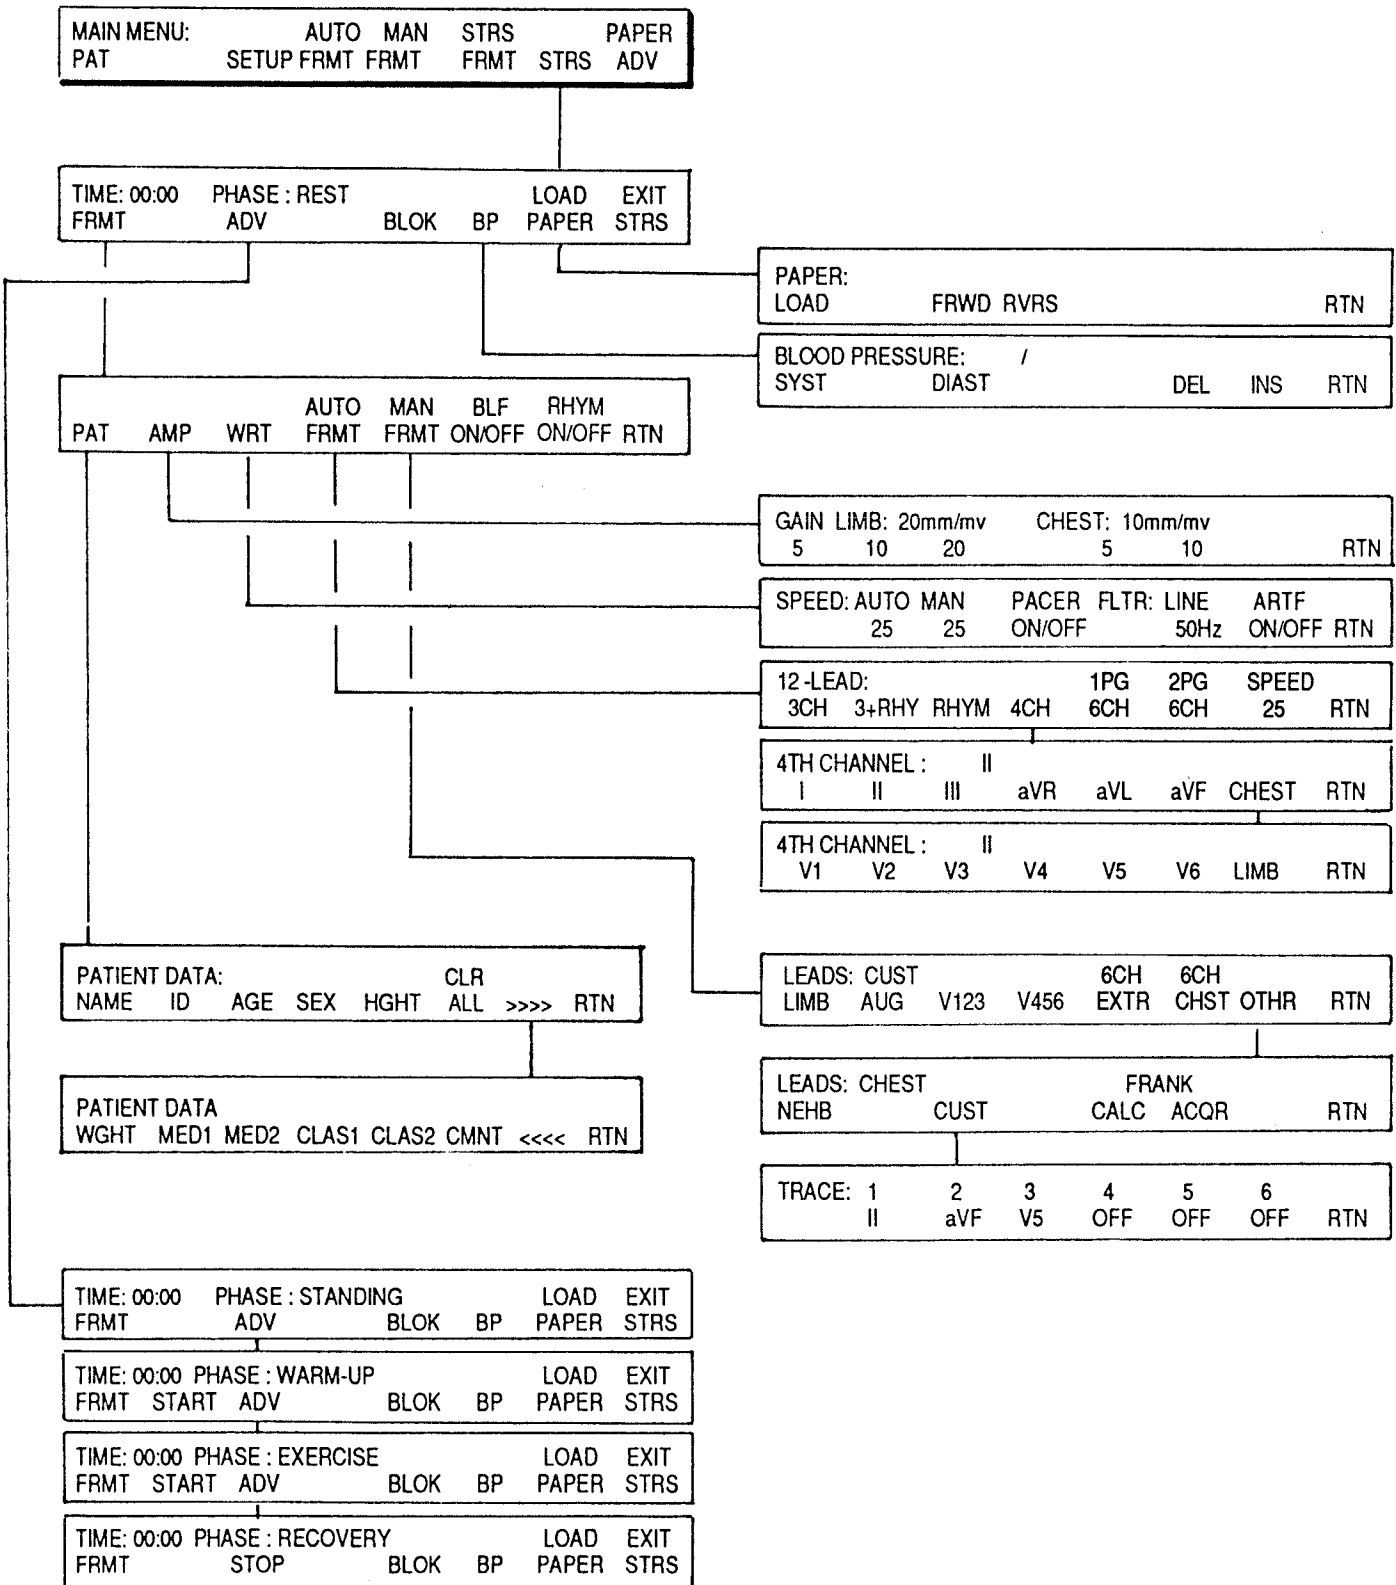 MAIN MENU: AUTO MAN STRS PAPER
PAT SETUP FRMT FRMT FRMT STRS ADV
TIME: 00:00 PHASE : REST LOAD EXIT
FRMT ADV BLOK BP PAPER STRS
PAPER:
LOAD FRWD RVRS RTN
BLOOD PRESSURE: /
SYST DIAST DEL INS RTN
AUTO MAN BLF RHYM
PAT AMP WRT FRMT FRMT ON/OFF ON/OFF RTN
GAIN LIMB: 20mm/mv CHEST: 10mm/mv
5 10 20 5 10 RTN
SPEED: AUTO MAN PACER FLTR: LINE ARTF
25 25 ON/OFF 50Hz ON/OFF RTN
12-LEAD: 1PG 2PG SPEED
3CH 3+RHY RHYM 4CH 6CH 6CH 25 RTN
4TH CHANNEL : II
I II III aVR aVL aVF CHEST RTN
4TH CHANNEL : II
V1 V2 V3 V4 V5 V6 LIMB RTN
PATIENT DATA: CLR
NAME ID AGE SEX HGHT ALL >>>> RTN
LEADS: CUST 6CH 6CH
LIMB AUG V123 V456 EXTR CHST OTHR RTN
PATIENT DATA
WGHT MED1 MED2 CLAS1 CLAS2 CMNT <<<< RTN
LEADS: CHEST FRANK
NEHB CUST CALC ACQR RTN
TRACE: 1 2 3 4 5 6
II aVF V5 OFF OFF OFF RTN
TIME: 00:00 PHASE : STANDING LOAD EXIT
FRMT ADV BLOK BP PAPER STRS
TIME: 00:00 PHASE : WARM-UP LOAD EXIT
FRMT START ADV BLOK BP PAPER STRS
TIME: 00:00 PHASE : EXERCISE LOAD EXIT
FRMT START ADV BLOK BP PAPER STRS
TIME: 00:00 PHASE : RECOVERY LOAD EXIT
FRMT STOP BLOK BP PAPER STRS